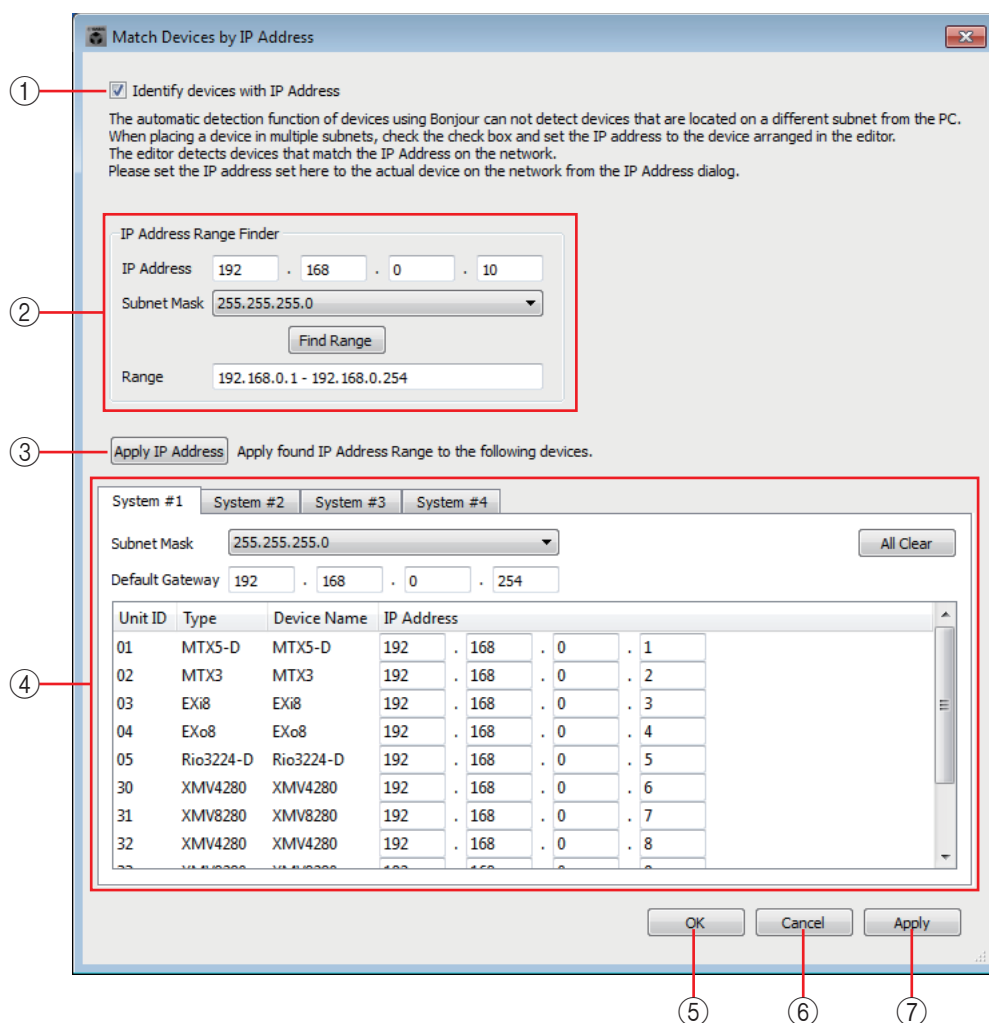 Match Devices by IP Address
① Identify devices with IP Address
The automatic detection function of devices using Bonjour can not detect devices that are located on a different subnet from the PC.
When placing a device in multiple subnets, check the check box and set the IP address to the device arranged in the editor.
The editor detects devices that match the IP Address on the network.
Please set the IP address set here to the actual device on the network from the IP Address dialog.
IP Address Range Finder
IP Address 192 . 168 . 0 . 10
② Subnet Mask 255.255.255.0
Find Range
Range 192.168.0.1 - 192.168.0.254
③ Apply IP Address Apply found IP Address Range to the following devices.
System #1 System #2 System #3 System #4
Subnet Mask 255.255.255.0 All Clear
Default Gateway 192 . 168 . 0 . 254
Unit ID Type Device Name IP Address
01 MTX5-D MTX5-D 192 . 168 . 0 . 1
④ 02 MTX3 MTX3 192 . 168 . 0 . 2
03 EXi8 EXi8 192 . 168 . 0 . 3
04 EXo8 EXo8 192 . 168 . 0 . 4
05 Rio3224-D Rio3224-D 192 . 168 . 0 . 5
30 XMV4280 XMV4280 192 . 168 . 0 . 6
31 XMV8280 XMV8280 192 . 168 . 0 . 7
32 XMV4280 XMV4280 192 . 168 . 0 . 8
OK Cancel Apply
⑤ ⑥ ⑦